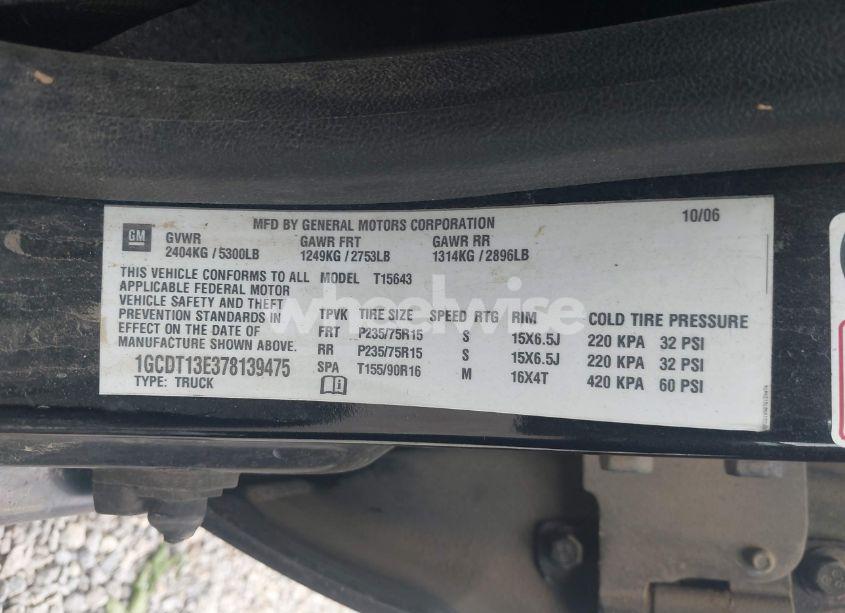 MFD BY GENERAL MOTORS CORPORATION 10/06
GM
GVWR GAWR FRT GAWR RR
2404KG / 5300LB 1249KG / 2753LB 1314KG / 2896LB
THIS VEHICLE CONFORMS TO ALL MODEL T15643
APPLICABLE FEDERAL MOTOR
VEHICLE SAFETY AND THEFT
PREVENTION STANDARDS IN
EFFECT ON THE DATE OF
MANUFACTURE SHOWN ABOVE.
1GCDT13E378139475
TYPE: TRUCK
TPVK TIRE SIZE SPEED RTG RIM COLD TIRE PRESSURE
FRT P235/75R15 S 15X6.5J 220 KPA 32 PSI
RR P235/75R15 S 15X6.5J 220 KPA 32 PSI
SPA T155/90R16 M 16X4T 420 KPA 60 PSI
wheelwise